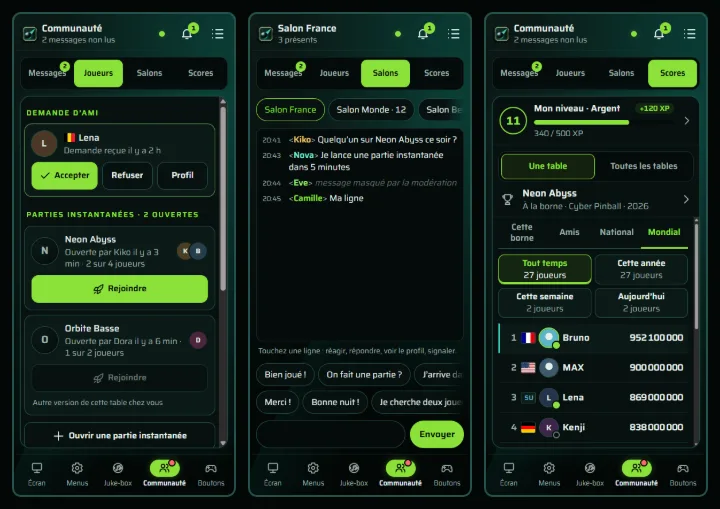 Communauté
2 messages non lus
1
Messages
2
Joueurs
Salons
Scores
DEMANDE D'AMI
L
Lena
Demande reçue il y a 2 h
Accepter
Refuser
Profil
PARTIES INSTANTANÉES · 2 OUVERTES
N
Neon Abyss
Ouverte par Kiko il y a 3
min · 2 sur 4 joueurs
K
B
Rejoindre
O
Orbite Basse
Ouverte par Dora il y a 6 min ·
1 sur 2 joueurs
D
Rejoindre
Autre version de cette table chez vous
Ouvrir une partie instantanée
Écran
Menus
Juke-box
Communauté
Boutons
Salon France
3 présents
1
Messages
2
Joueurs
Salons
Scores
Salon France
Salon Monde · 12
Salon Be
20:41 <Kiko> Quelqu'un sur Neon Abyss ce soir ?
20:43 <Nova> Je lance une partie instantanée
dans 5 minutes
20:44 <Eve> message masqué par la modération
20:45 <Camille> Ma ligne
Touchez une ligne : réagir, répondre, voir le profil, signaler.
Bien joué !
On fait une partie ?
J'arrive da
Merci !
Bonne nuit !
Je cherche deux joue
Envoyer
Écran
Menus
Juke-box
Communauté
Boutons
Communauté
2 messages non lus
1
Messages
2
Joueurs
Salons
Scores
11
Mon niveau · Argent
+120 XP
340 / 500 XP
Une table
Toutes les tables
Neon Abyss
À la borne · Cyber Pinball · 2026
Cette
borne
Amis
National
Mondial
Tout temps
27 joueurs
Cette année
27 joueurs
Cette semaine
2 joueurs
Aujourd'hui
2 joueurs
1 Bruno 952 100 000
2 MAX 900 000 000
3 SU L Lena 869 000 000
4 K Kenji 838 000 000
Écran
Menus
Juke-box
Communauté
Boutons